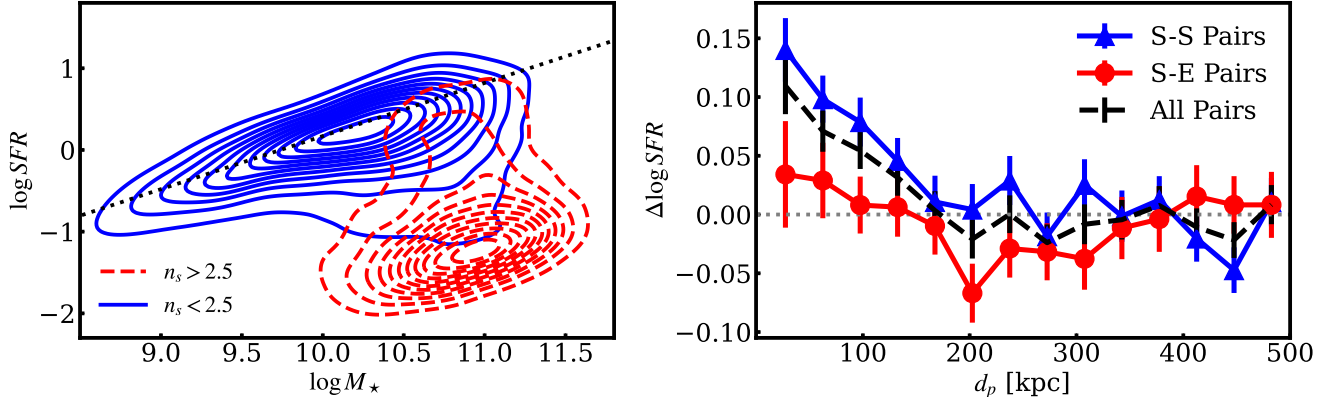 log SFR
1
0
−1
−2
n_s > 2.5
n_s < 2.5
9.0 9.5 10.0 10.5 11.0 11.5
log M⋆
Δlog SFR
0.15
0.10
0.05
0.00
−0.05
−0.10
S-S Pairs
S-E Pairs
All Pairs
100 200 300 400 500
d_p [kpc]